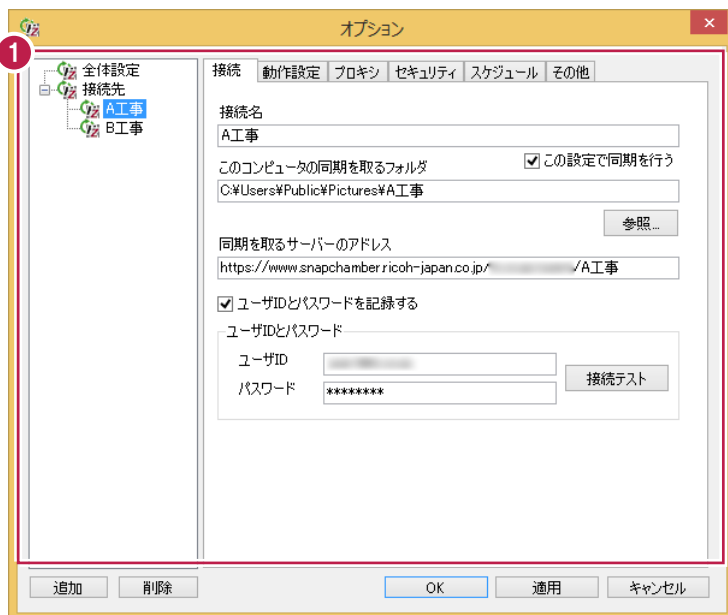 オプション
1
全体設定
接続先
A工事
B工事
接続 動作設定 プロキシ セキュリティ スケジュール その他
接続名
A工事
このコンピュータの同期を取るフォルダ
この設定で同期を行う
C:¥Users¥Public¥Pictures¥A工事
参照...
同期を取るサーバーのアドレス
https://www.snapchamber.ricoh-japan.co.jp/ /A工事
ユーザIDとパスワードを記録する
ユーザIDとパスワード
ユーザID
パスワード
********
接続テスト
追加 削除 OK 適用 キャンセル